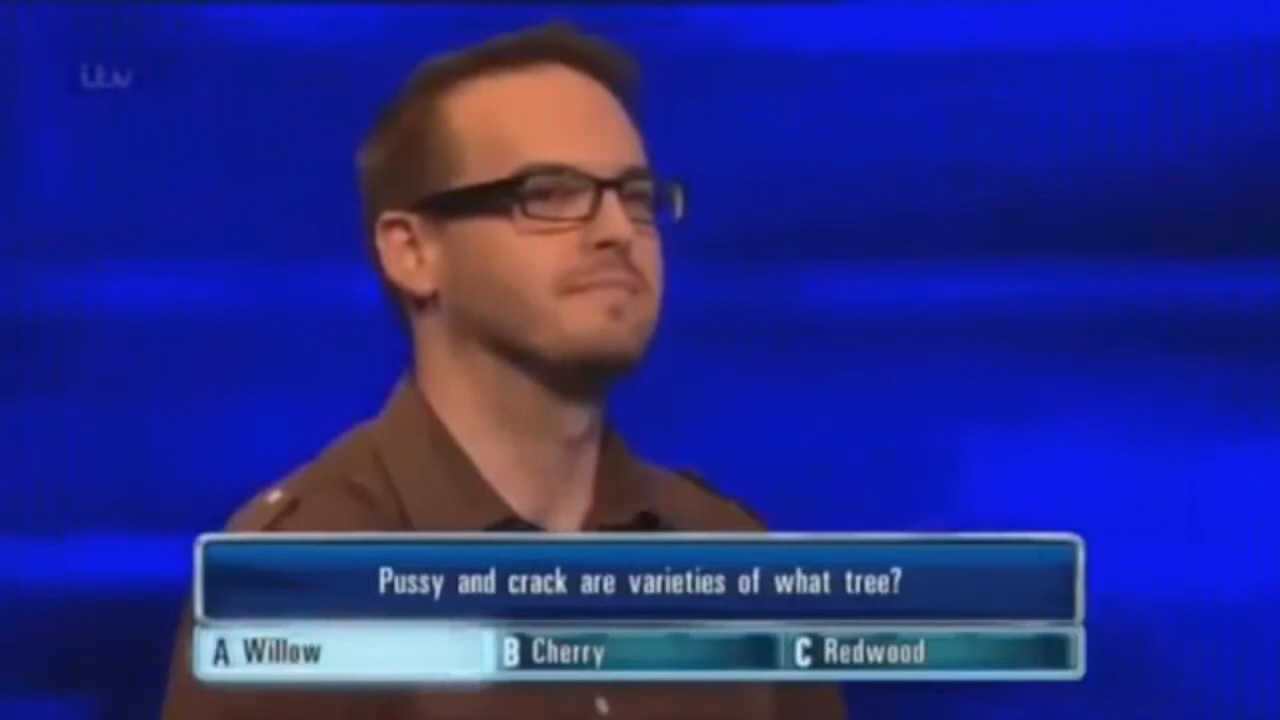 itv
Pussy and crack are varieties of what tree?
A Willow B Cherry C Redwood